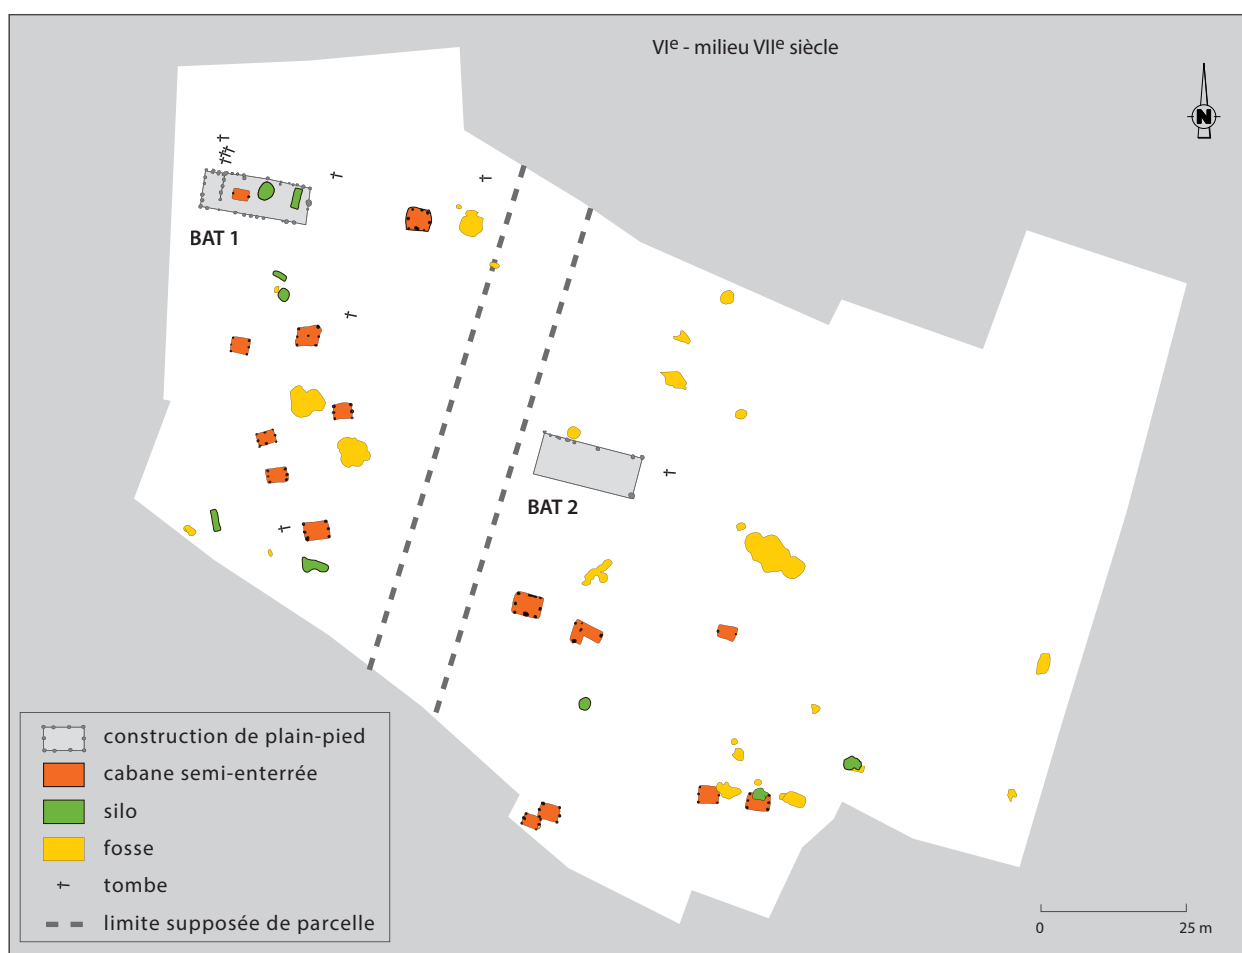 VIe - milieu VIIe siècle
N
BAT 1
BAT 2
construction de plain-pied
cabane semi-enterrée
silo
fosse
tombe
limite supposée de parcelle
0 25 m